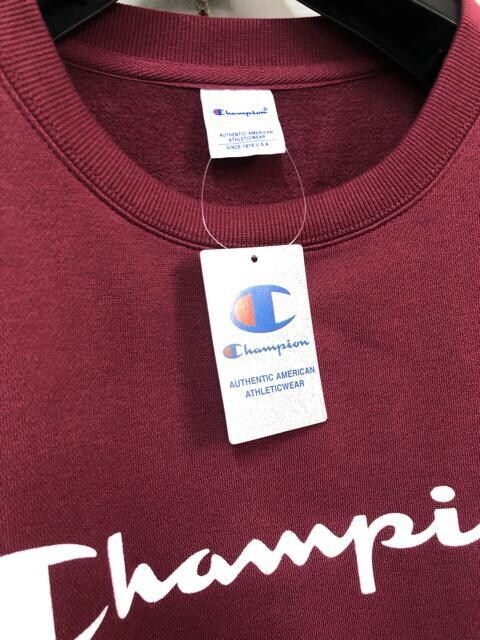 Champion®
AUTHENTIC AMERICAN
ATHLETICWEAR
SINCE 1919 U.S.A
Champion
AUTHENTIC AMERICAN
ATHLETICWEAR
Champi